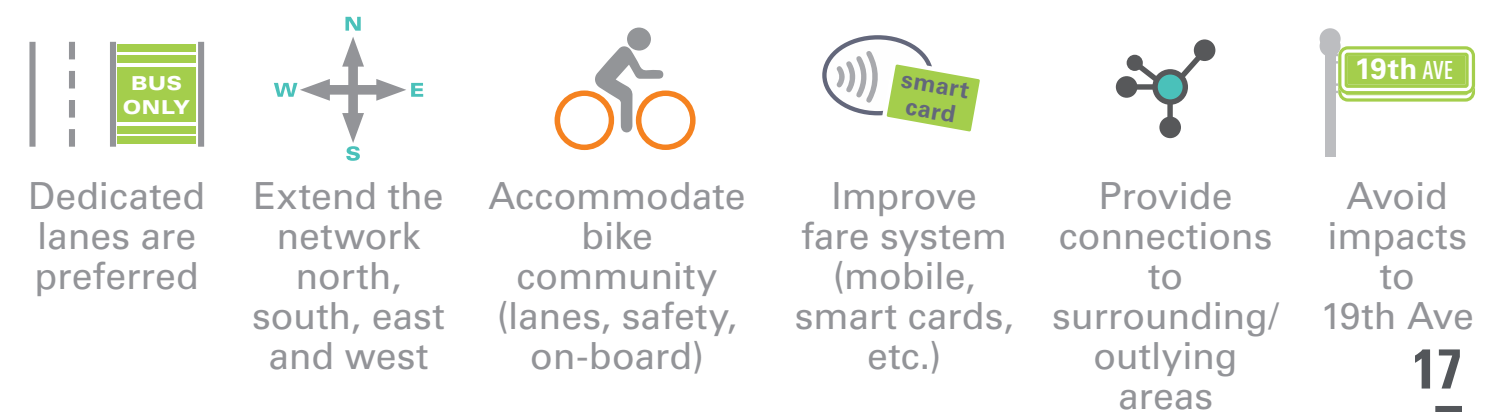 BUS
ONLY
Dedicated
lanes are
preferred
N
W E
S
Extend the
network
north,
south, east
and west
Accommodate
bike
community
(lanes, safety,
on-board)
smart
card
Improve
fare system
(mobile,
smart cards,
etc.)
Provide
connections
to
surrounding/
outlying
areas
19th AVE
Avoid
impacts
to
19th Ave
17